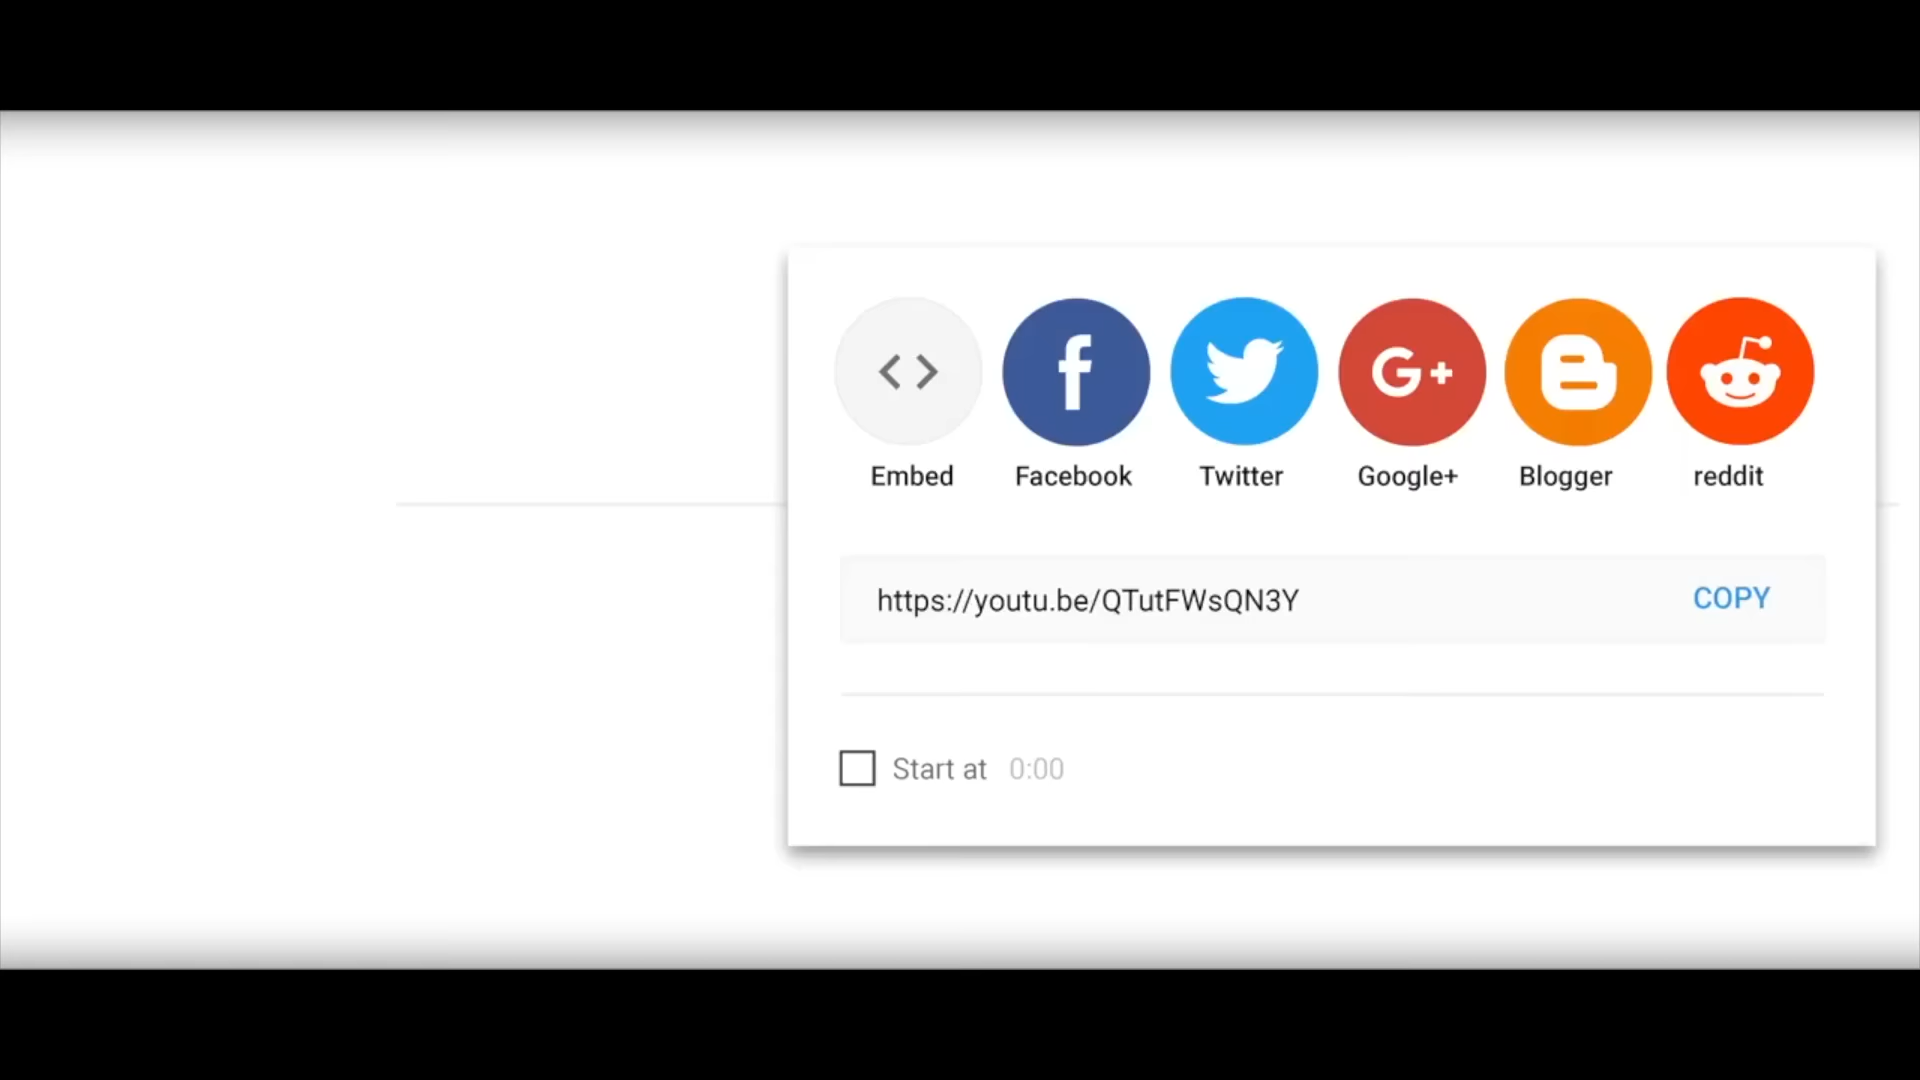 Embed Facebook Twitter Google+ Blogger reddit
https://youtu.be/QTutFWsQN3Y COPY
Start at 0:00